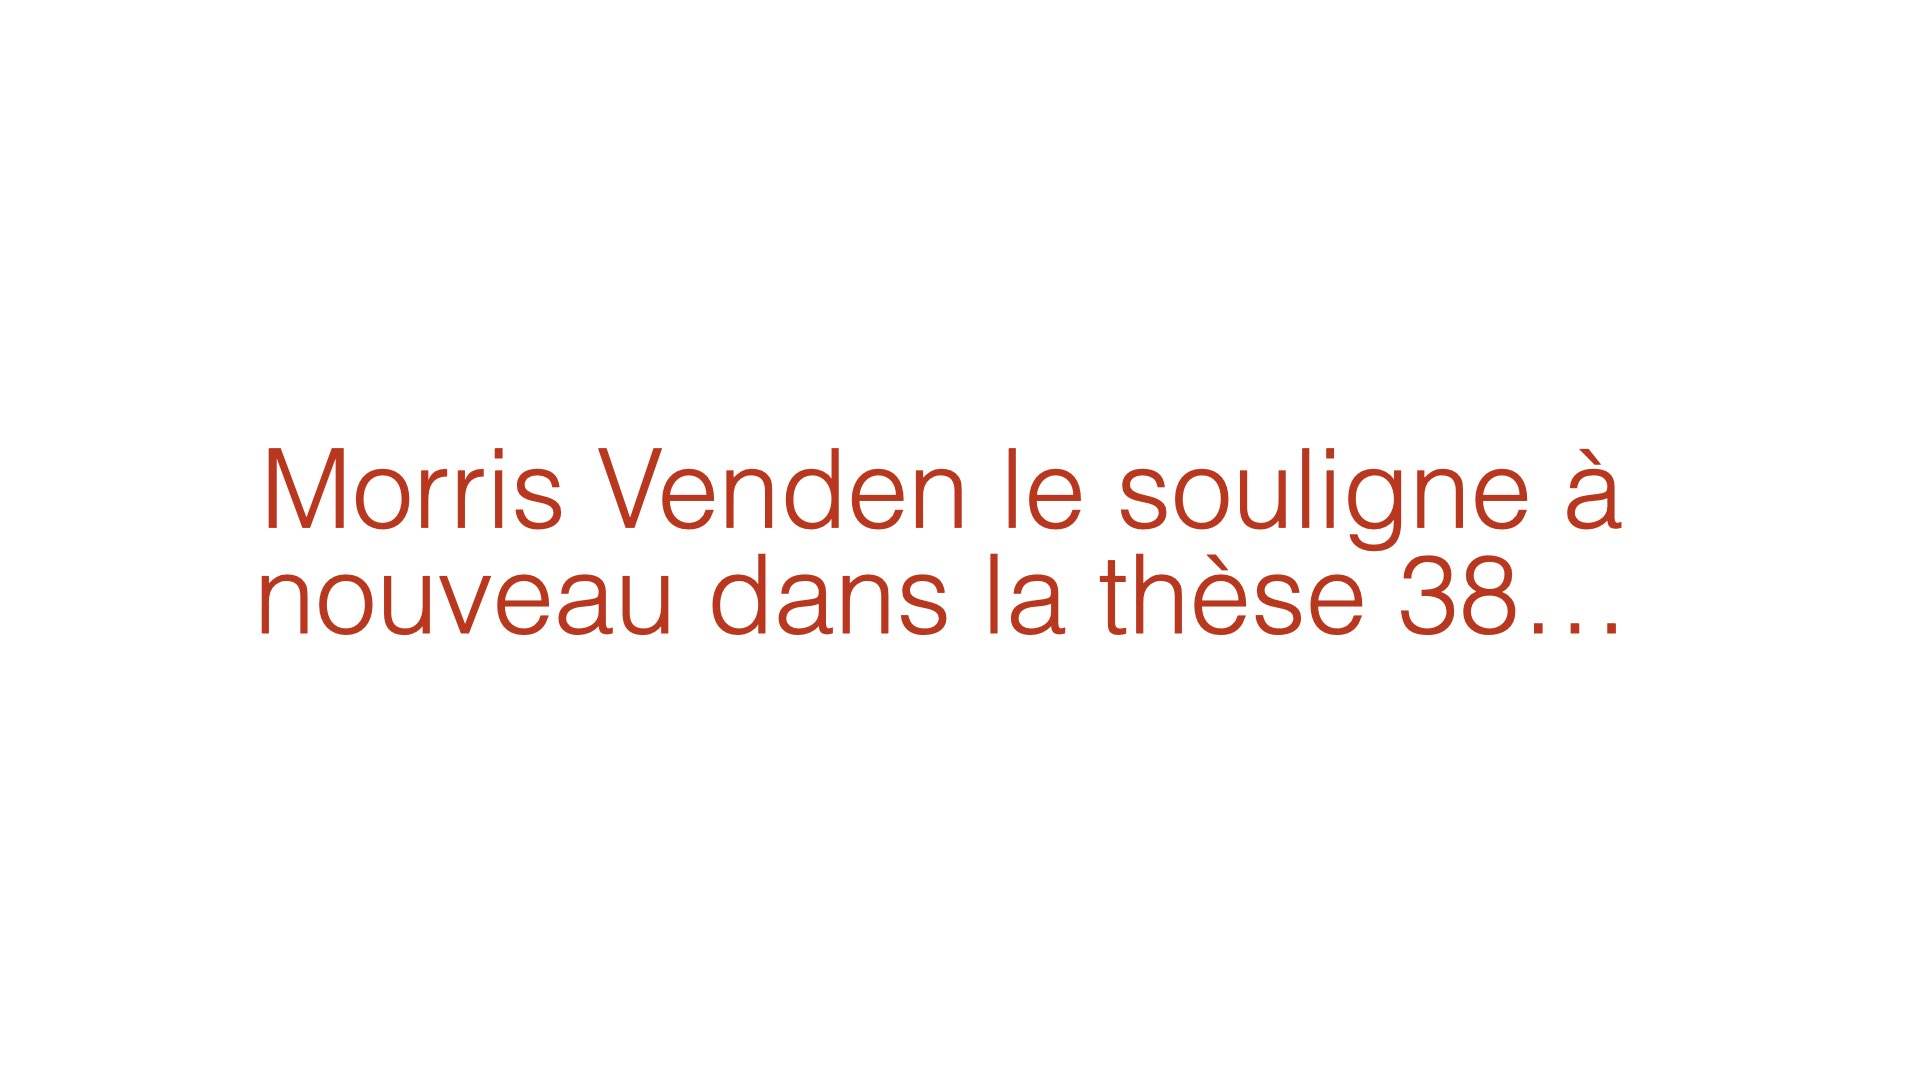 Morris Venden le souligne à
nouveau dans la thèse 38…